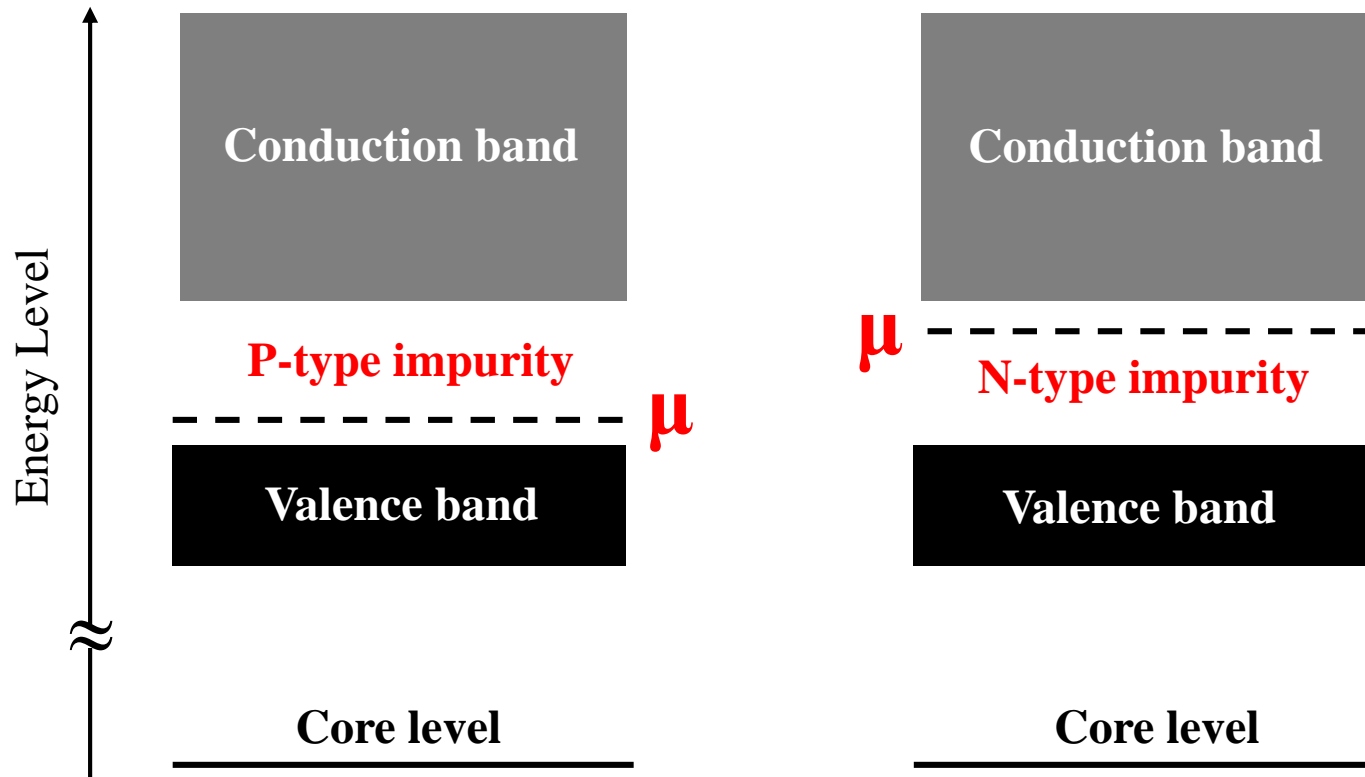 Energy Level
Conduction band
P-type impurity
μ
Valence band
≈
Core level
Conduction band
μ
N-type impurity
Valence band
Core level